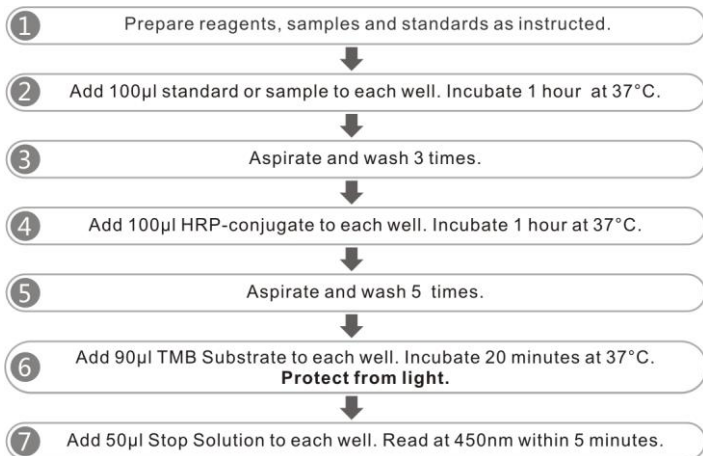 1 Prepare reagents, samples and standards as instructed.
2 Add 100μl standard or sample to each well. Incubate 1 hour at 37°C.
3 Aspirate and wash 3 times.
4 Add 100μl HRP-conjugate to each well. Incubate 1 hour at 37°C.
5 Aspirate and wash 5 times.
6 Add 90μl TMB Substrate to each well. Incubate 20 minutes at 37°C.
Protect from light.
7 Add 50μl Stop Solution to each well. Read at 450nm within 5 minutes.